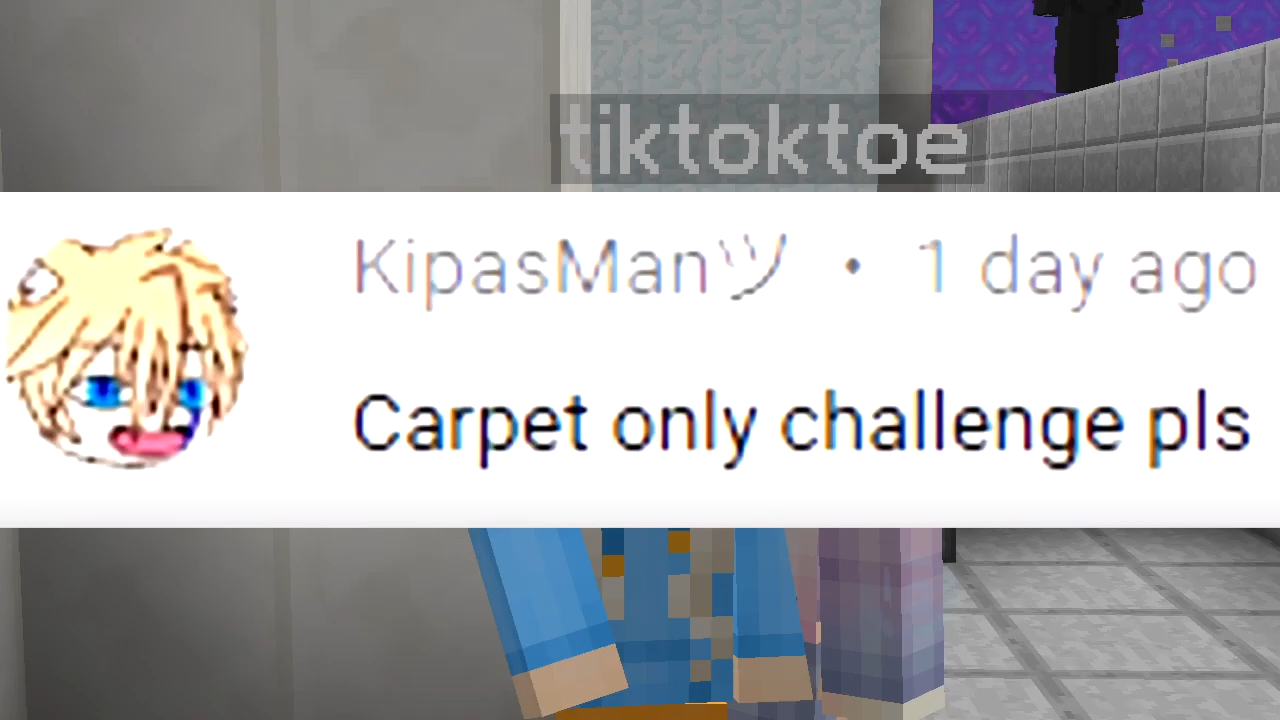 tiktoktoe
KipasManツ • 1 day ago
Carpet only challenge pls